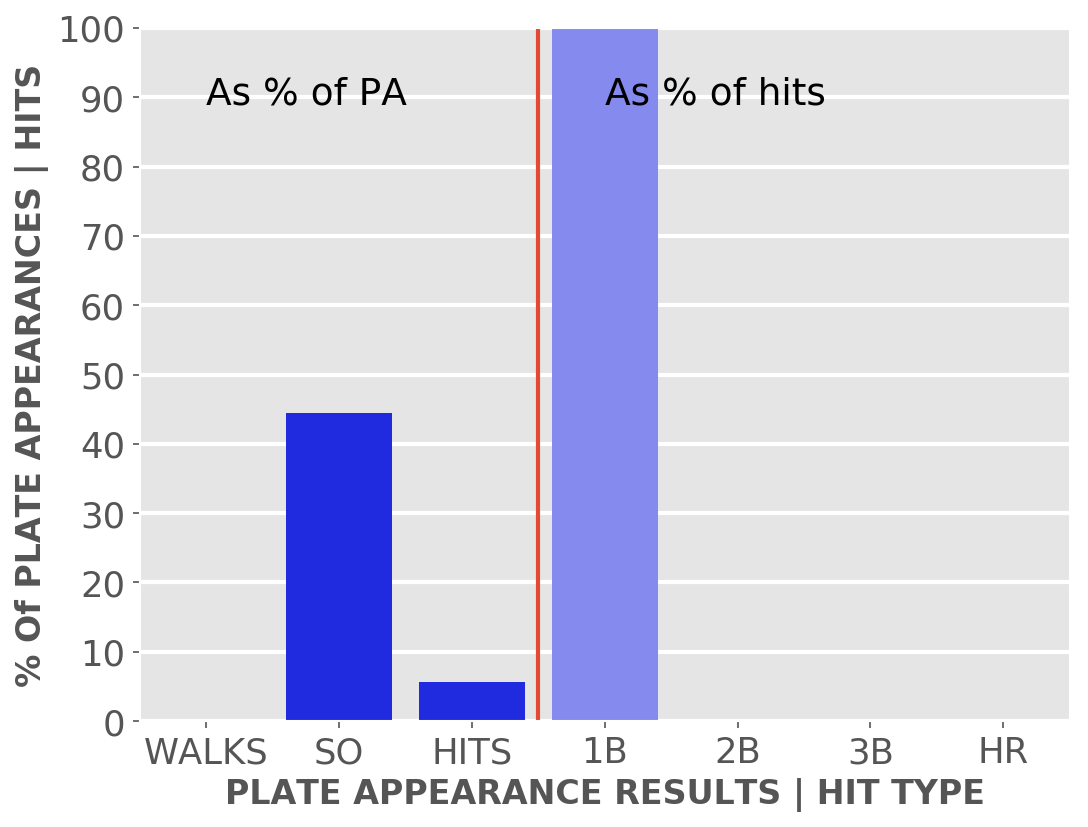 % Of PLATE APPEARANCES | HITS
100
90
80
70
60
50
40
30
20
10
0
As % of PA
As % of hits
WALKS SO HITS 1B 2B 3B HR
PLATE APPEARANCE RESULTS | HIT TYPE